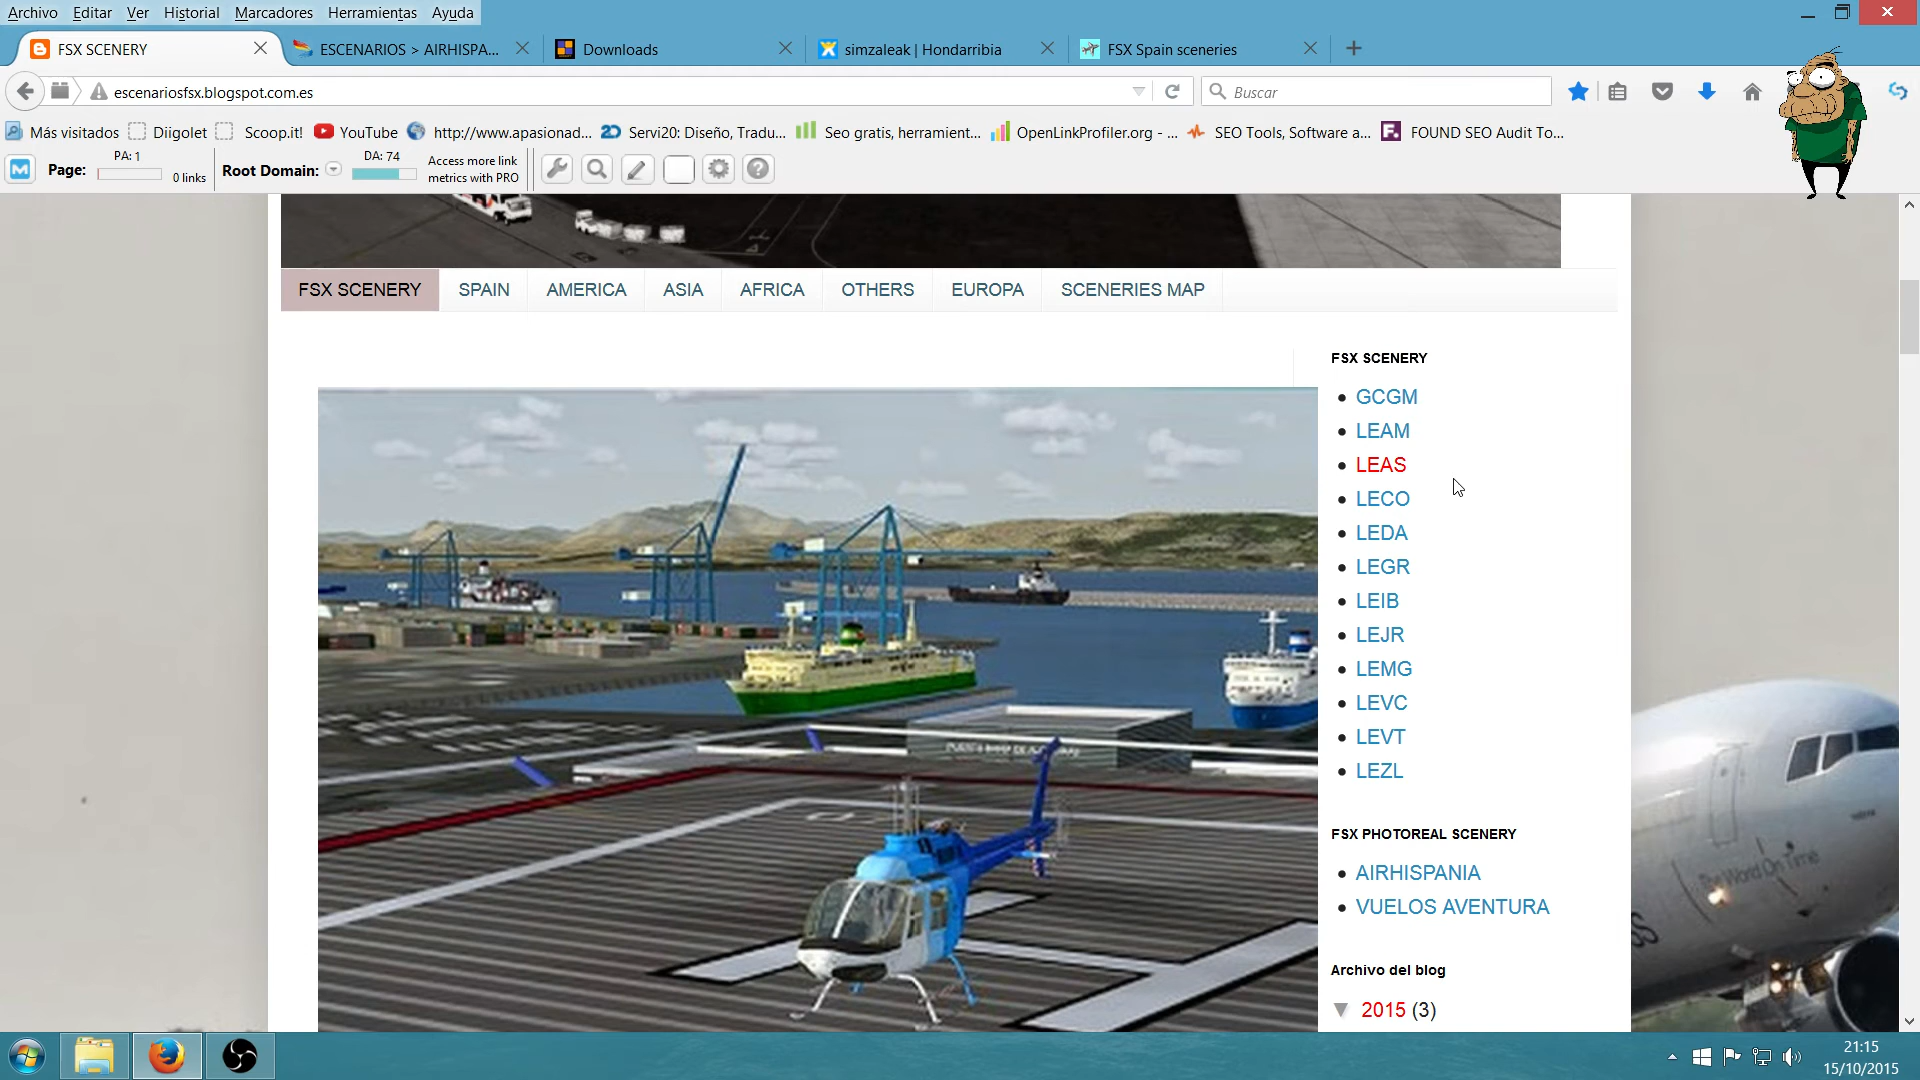 Archivo Editar Ver Historial Marcadores Herramientas Ayuda
FSX SCENERY
ESCENARIOS > AIRHISPA...
Downloads
simzaleak | Hondarribia
FSX Spain sceneries
escenariosfsx.blogspot.com.es
Buscar
Más visitados
Diigolet
Scoop.it!
YouTube
http://www.apasionad...
Servi20: Diseño, Tradu...
Seo gratis, herramient...
OpenLinkProfiler.org - ...
SEO Tools, Software a...
FOUND SEO Audit To...
Page:
PA: 1
0 links
Root Domain:
DA: 74
Access more link
metrics with PRO
FSX SCENERY
SPAIN
AMERICA
ASIA
AFRICA
OTHERS
EUROPA
SCENERIES MAP
FSX SCENERY
GCGM
LEAM
LEAS
LECO
LEDA
LEGR
LEIB
LEJR
LEMG
LEVC
LEVT
LEZL
FSX PHOTOREAL SCENERY
AIRHISPANIA
VUELOS AVENTURA
Archivo del blog
2015 (3)
21:15
15/10/2015